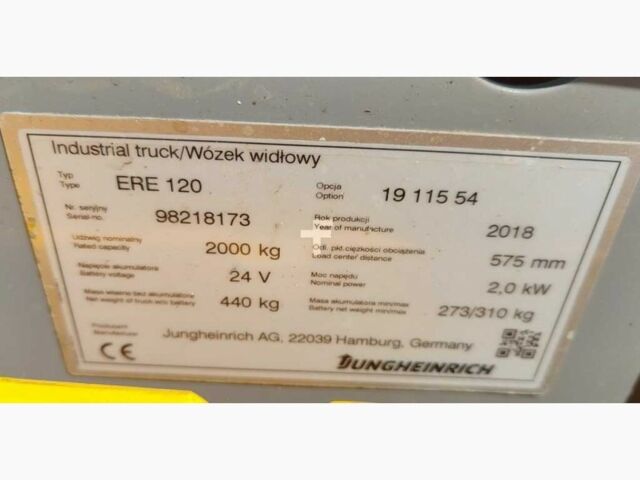 Industrial truck/Wózek widłowy
Typ
Type ERE 120
Opcja
Option 19 115 54
Nr. seryjny
Serial-no. 98218173
Rok produkcji
Year of manufacture 2018
Udźwig nominalny
Rated capacity 2000 kg
Odl. pkt.ciężkości obciążenia
Load center distance 575 mm
Napięcie akumulatora
Battery voltage 24 V
Moc napędu
Nominal power 2,0 kW
Masa własna bez akumulatora
Net weight of truck w/o battery 440 kg
Masa akumulatora min/max
Battery net weight min/max 273/310 kg
Producent
Manufacturer Jungheinrich AG, 22039 Hamburg, Germany
CE
JUNGHEINRICH